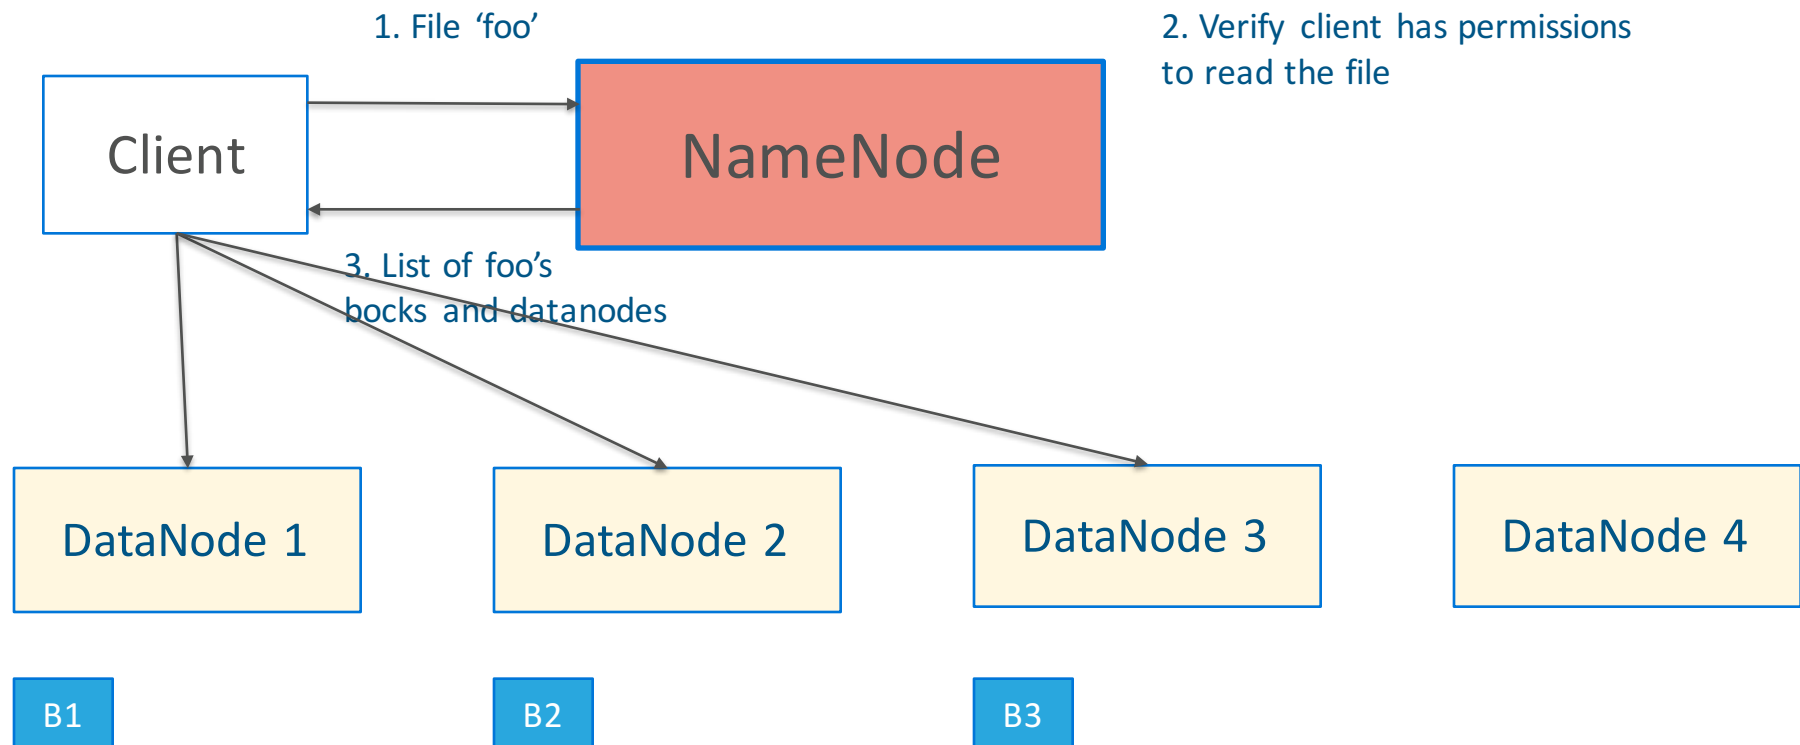 1. File ‘foo’
2. Verify client has permissions
to read the file
Client
NameNode
3. List of foo’s
bocks and datanodes
DataNode 1
DataNode 2
DataNode 3
DataNode 4
B1
B2
B3